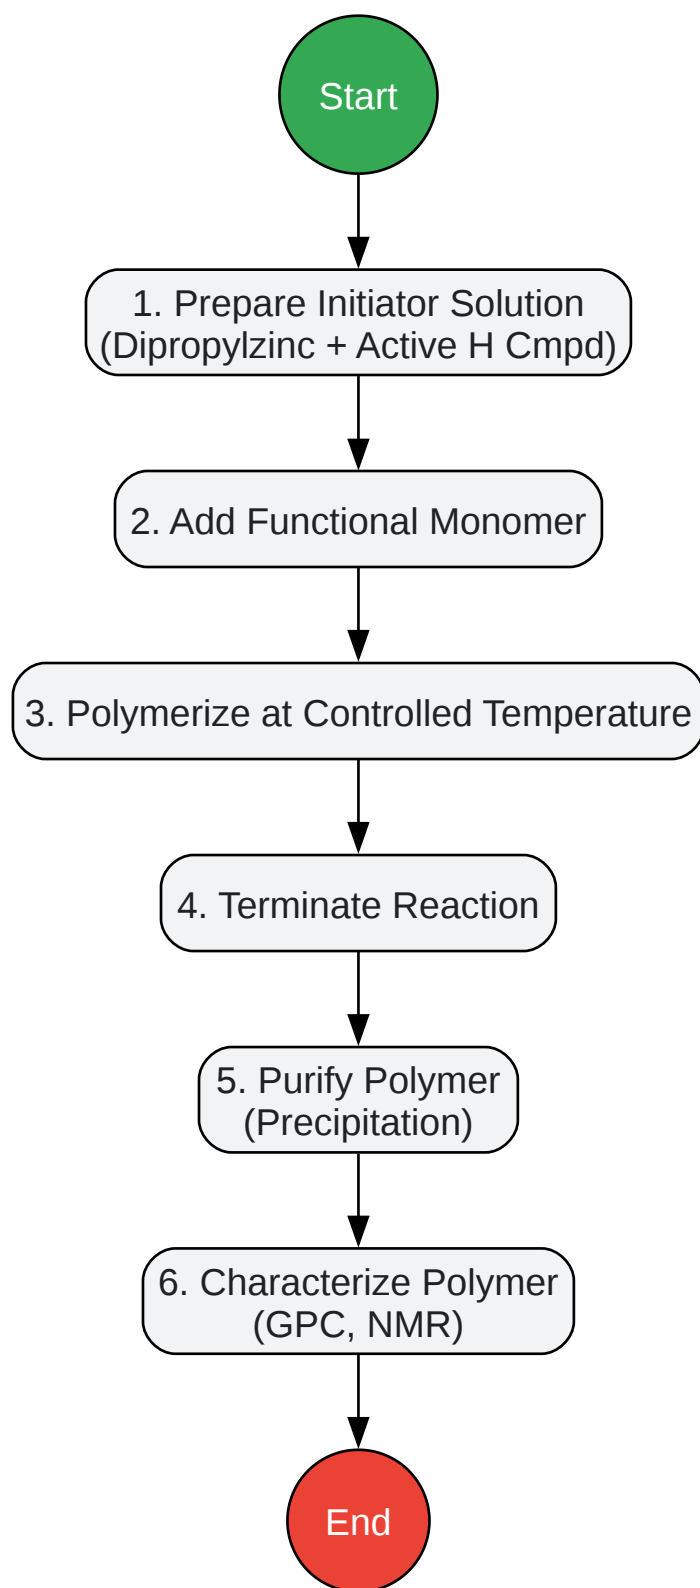 Start
1. Prepare Initiator Solution
(Dipropylzinc + Active H Cmpd)
2. Add Functional Monomer
3. Polymerize at Controlled Temperature
4. Terminate Reaction
5. Purify Polymer
(Precipitation)
6. Characterize Polymer
(GPC, NMR)
End